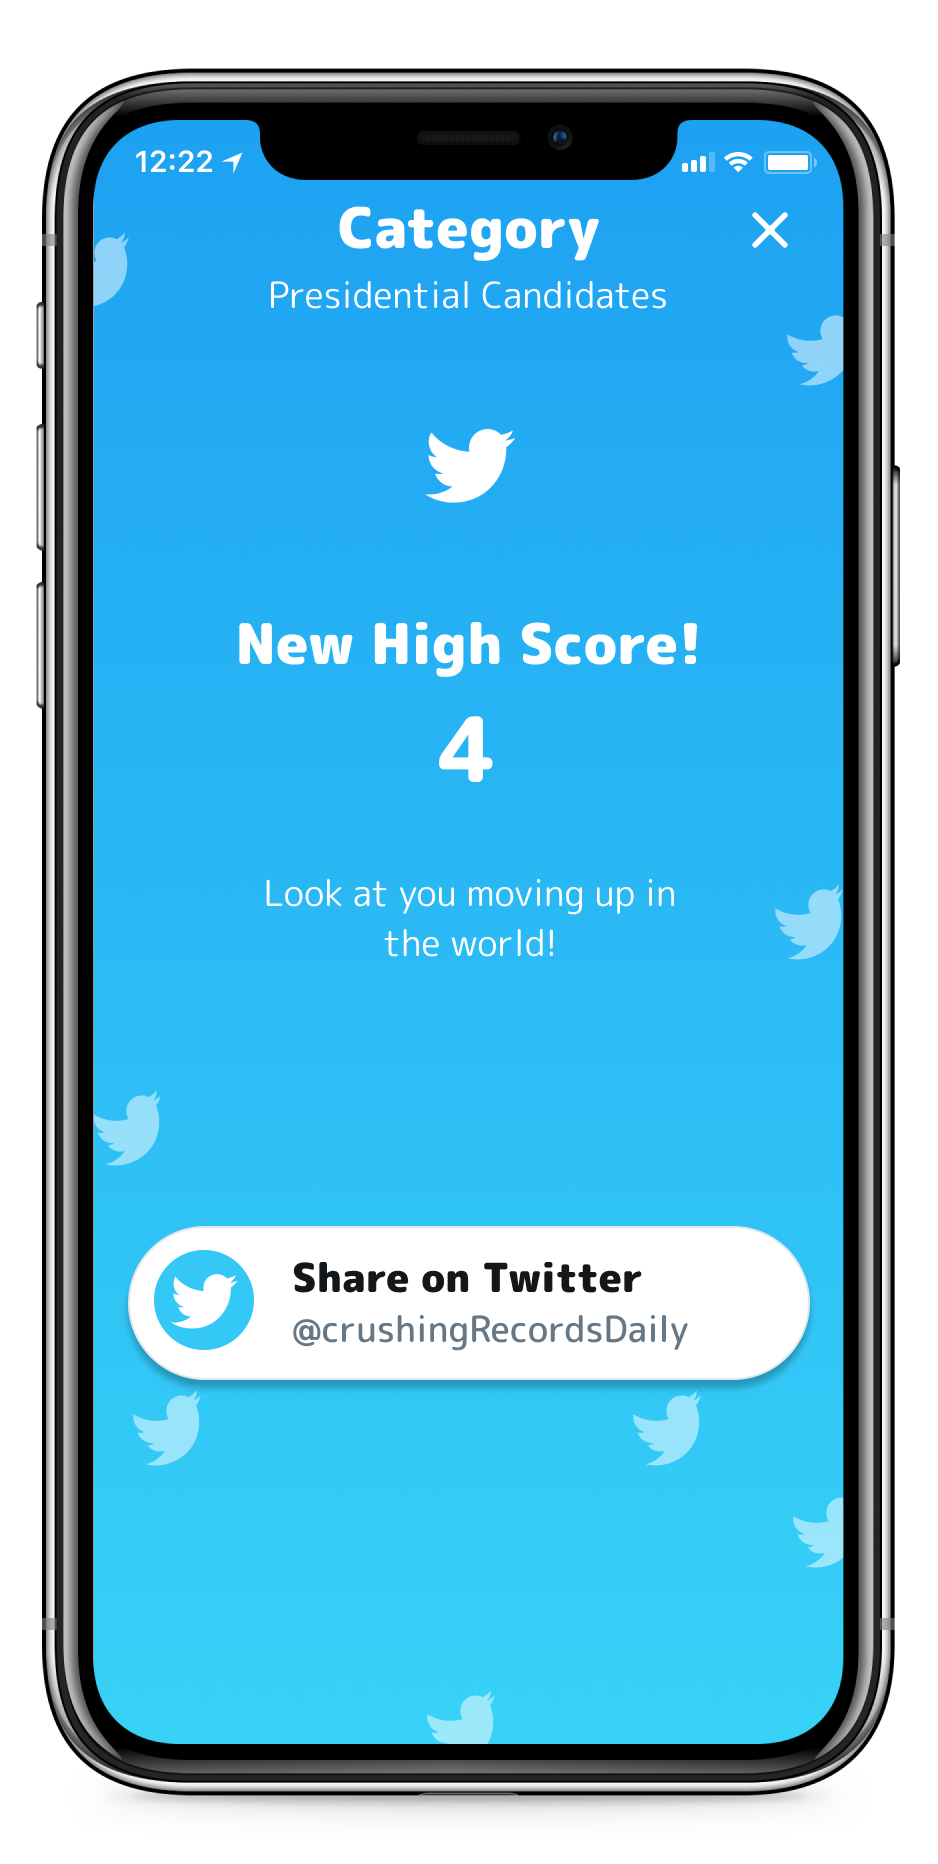 12:22
Category
Presidential Candidates
New High Score!
4
Look at you moving up in
the world!
Share on Twitter
@crushingRecordsDaily